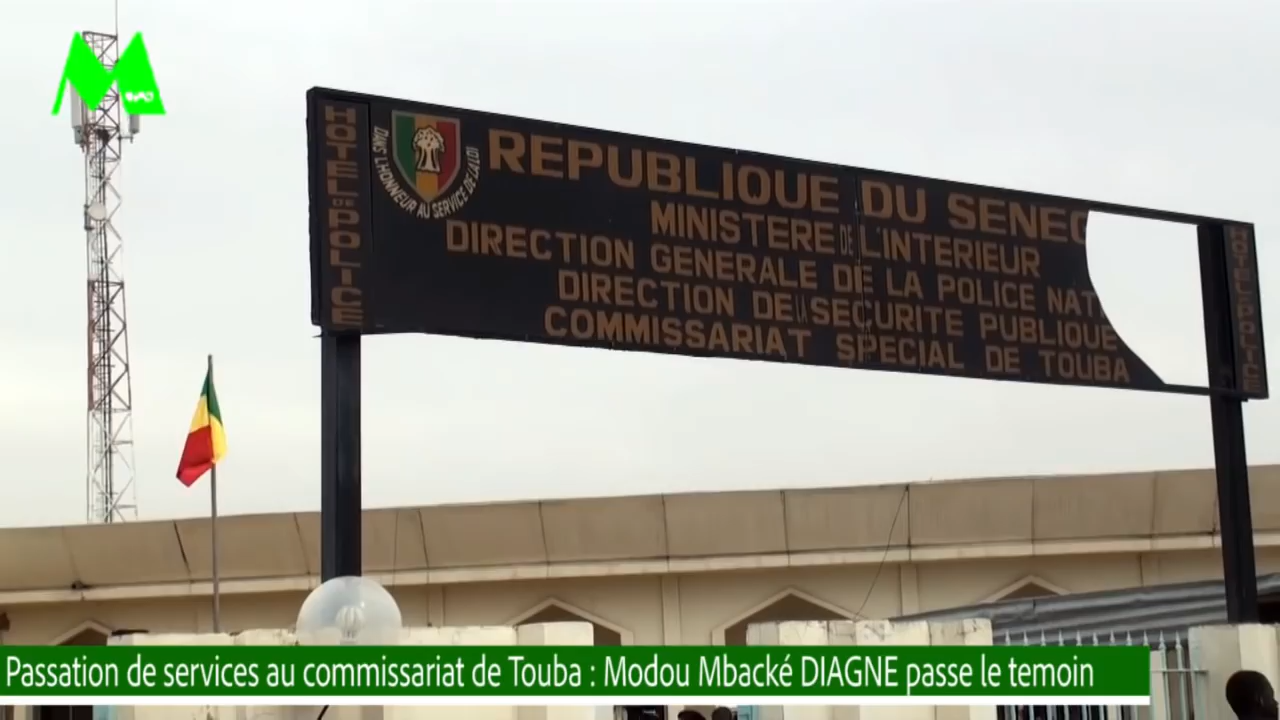 HOTEL DE POLICE
DANS L'HONNEUR AU SERVICE DE LA LOI
REPUBLIQUE DU SENEG
MINISTERE DE L'INTERIEUR
DIRECTION GENERALE DE LA POLICE NATI
DIRECTION DE LA SECURITE PUBLIQUE
COMMISSARIAT SPECIAL DE TOUBA
HOTEL DE POLICE
Passation de services au commissariat de Touba : Modou Mbacké DIAGNE passe le temoin